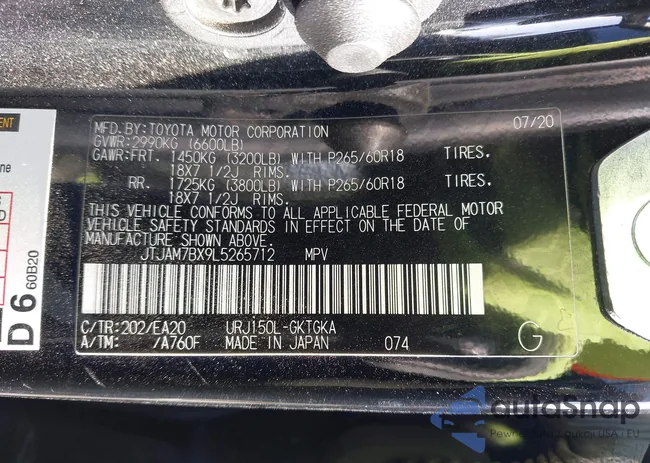 MFD.BY:TOYOTA MOTOR CORPORATION 07/20
GVWR:2990KG (6600LB)
GAWR:FRT. 1450KG (3200LB) WITH P265/60R18 TIRES.
18X7 1/2J RIMS.
RR. 1725KG (3800LB) WITH P265/60R18 TIRES.
18X7 1/2J RIMS.
THIS VEHICLE CONFORMS TO ALL APPLICABLE FEDERAL MOTOR
VEHICLE SAFETY STANDARDS IN EFFECT ON THE DATE OF
MANUFACTURE SHOWN ABOVE.
JTJAM7BX9L5265712 MPV
C/TR:202/EA20 URJ150L-GKTGKA
A/TM: /A760F MADE IN JAPAN 074 G
D 6 60B20
autoSnap